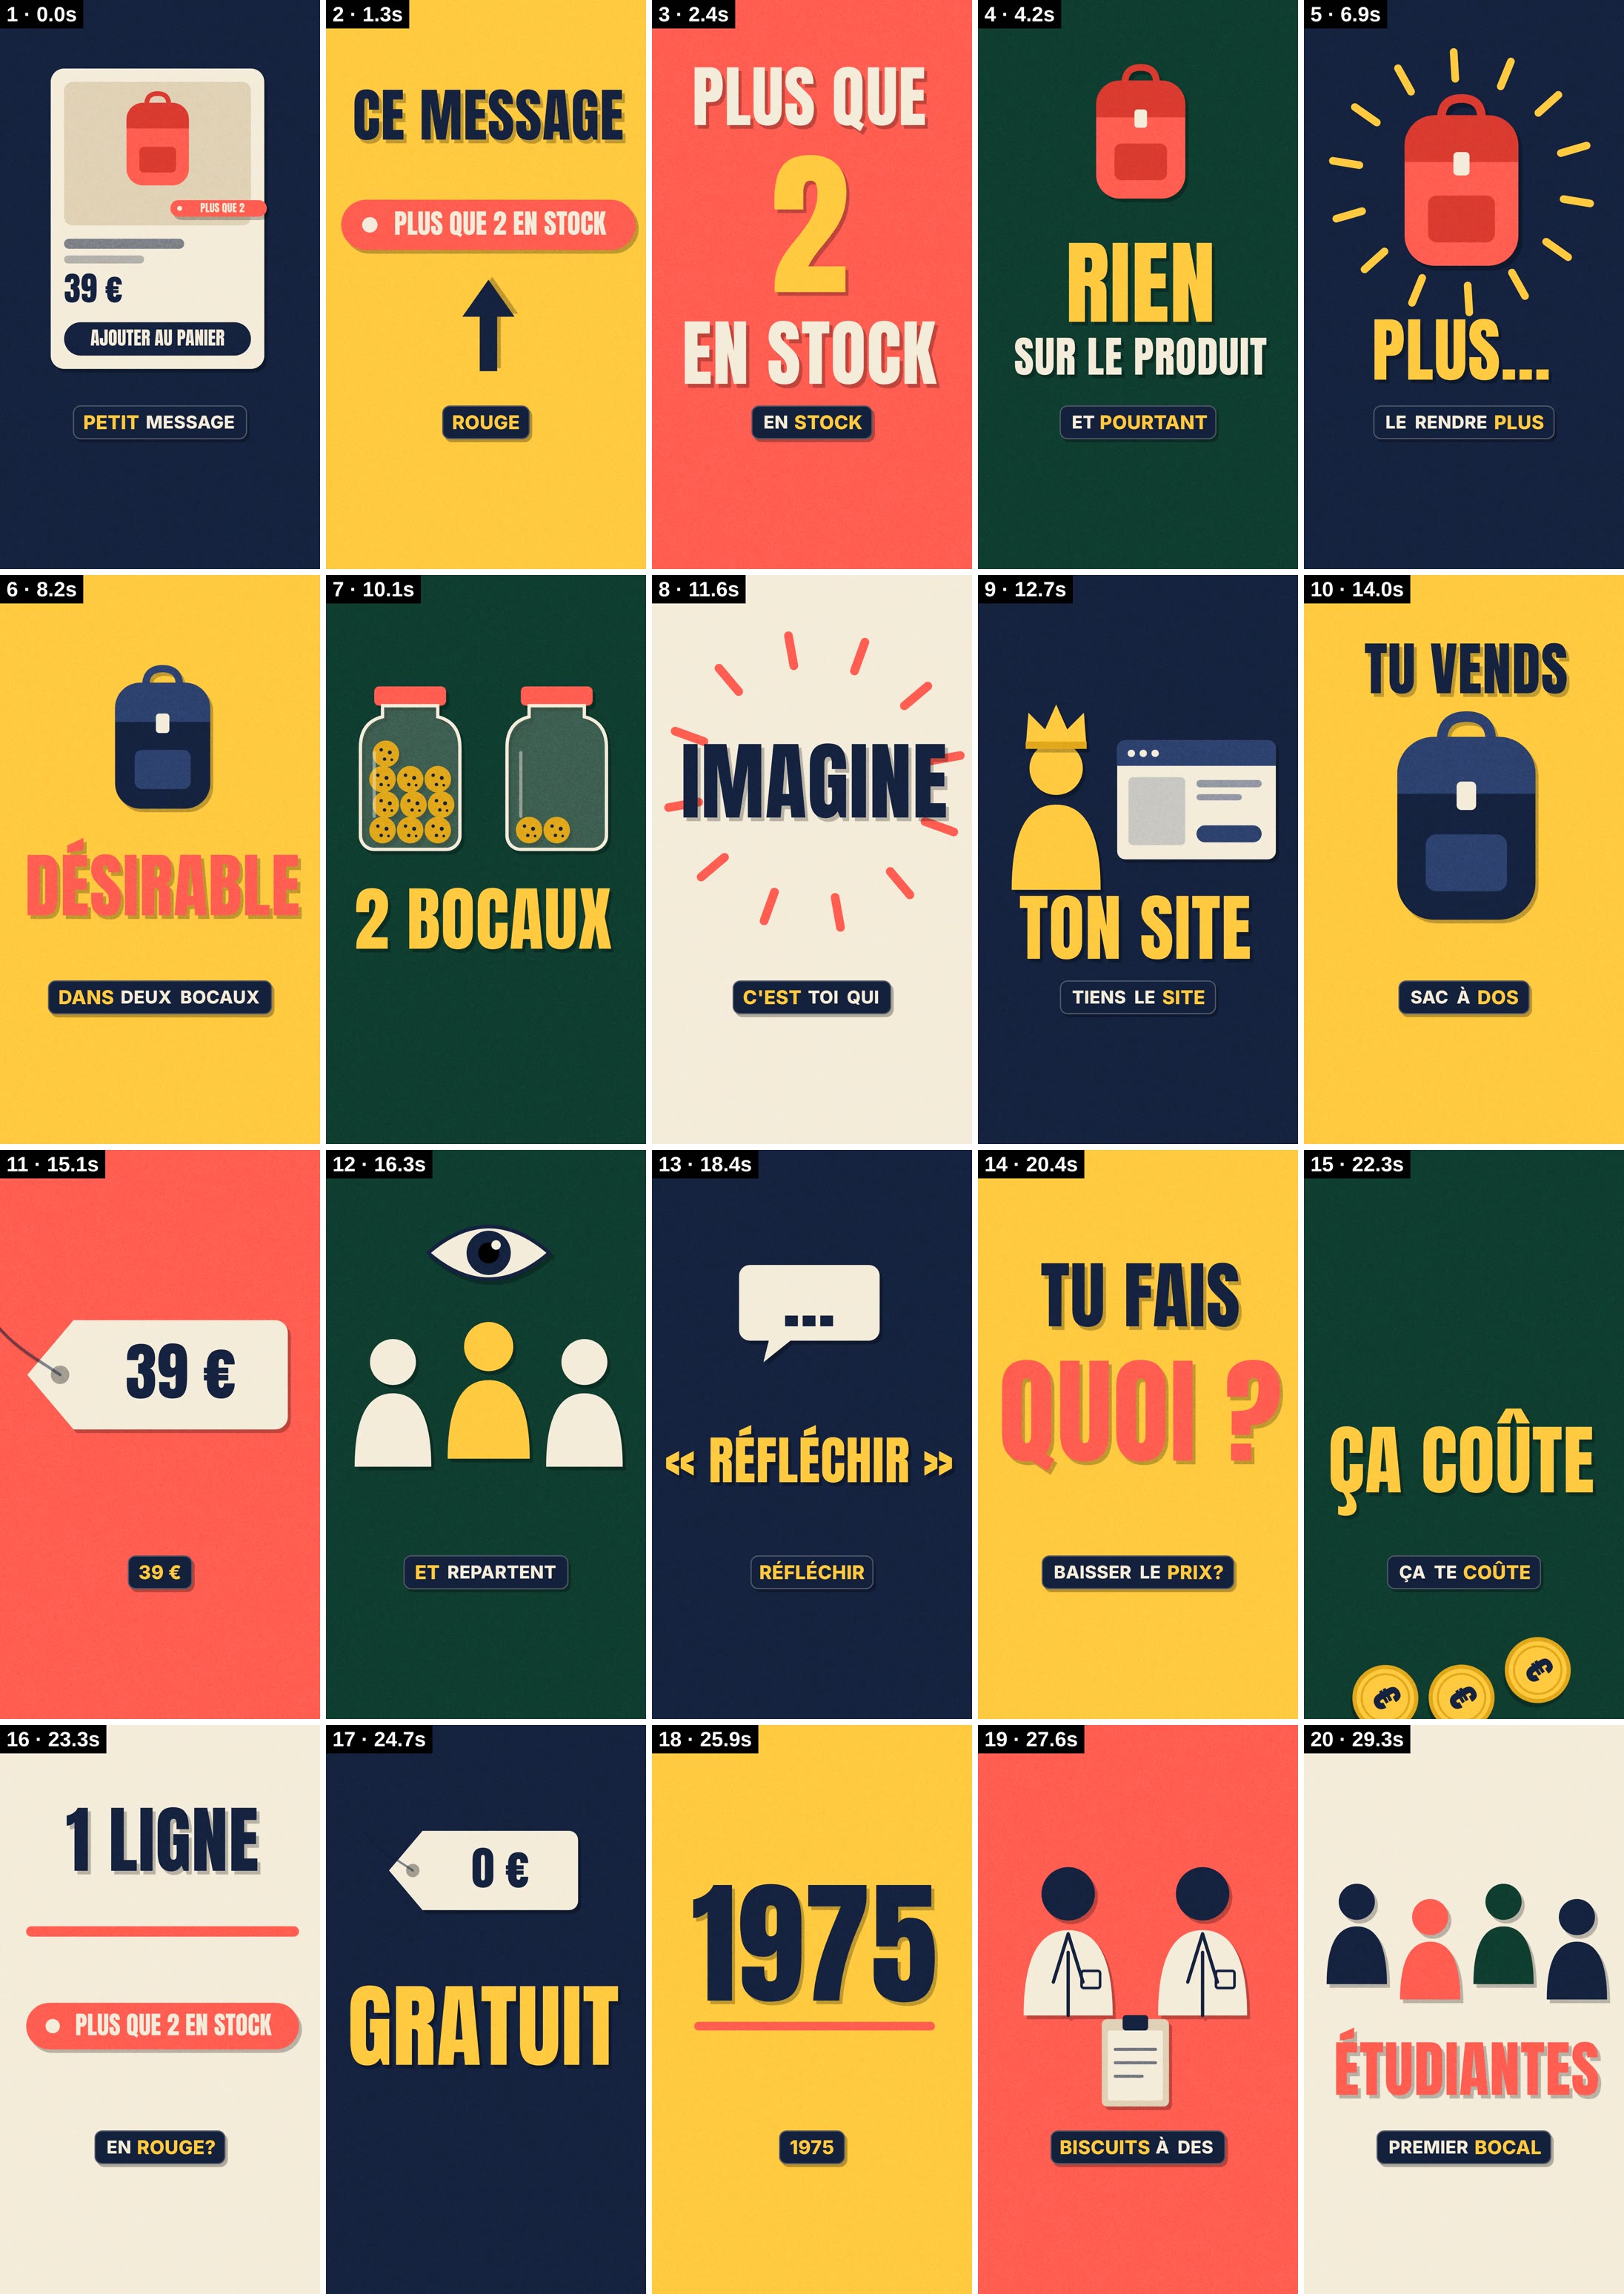 1 · 0.0s
PLUS QUE 2
39 €
AJOUTER AU PANIER
PETIT MESSAGE
2 · 1.3s
CE MESSAGE
PLUS QUE 2 EN STOCK
ROUGE
3 · 2.4s
PLUS QUE
2
EN STOCK
EN STOCK
4 · 4.2s
RIEN
SUR LE PRODUIT
ET POURTANT
5 · 6.9s
PLUS...
LE RENDRE PLUS
6 · 8.2s
DÉSIRABLE
DANS DEUX BOCAUX
7 · 10.1s
2 BOCAUX
8 · 11.6s
IMAGINE
C'EST TOI QUI
9 · 12.7s
TON SITE
TIENS LE SITE
10 · 14.0s
TU VENDS
SAC À DOS
11 · 15.1s
39 €
39 €
12 · 16.3s
ET REPARTENT
13 · 18.4s
...
« RÉFLÉCHIR »
RÉFLÉCHIR
14 · 20.4s
TU FAIS
QUOI ?
BAISSER LE PRIX?
15 · 22.3s
ÇA COÛTE
ÇA TE COÛTE
€ € €
16 · 23.3s
1 LIGNE
PLUS QUE 2 EN STOCK
EN ROUGE?
17 · 24.7s
0 €
GRATUIT
18 · 25.9s
1975
1975
19 · 27.6s
BISCUITS À DES
20 · 29.3s
ÉTUDIANTES
PREMIER BOCAL